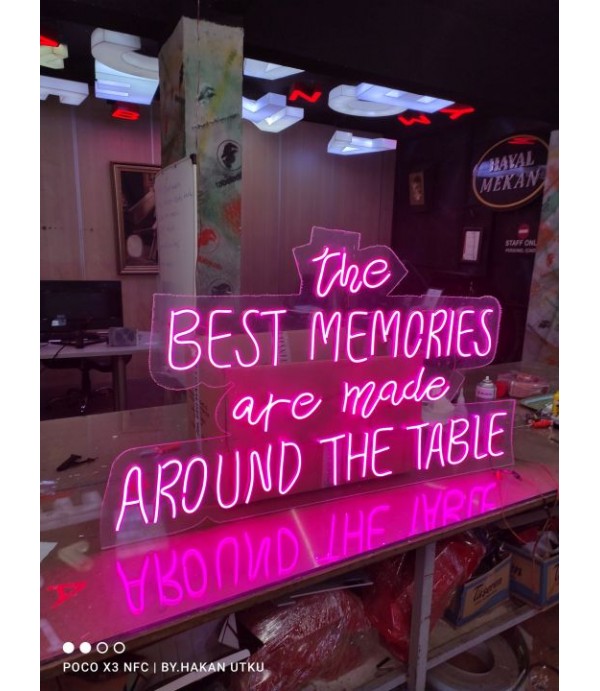 HAYAL
MEKAN
STAFF ONLY
the
BEST MEMORIES
are made
AROUND THE TABLE
POCO X3 NFC | BY.HAKAN UTKU